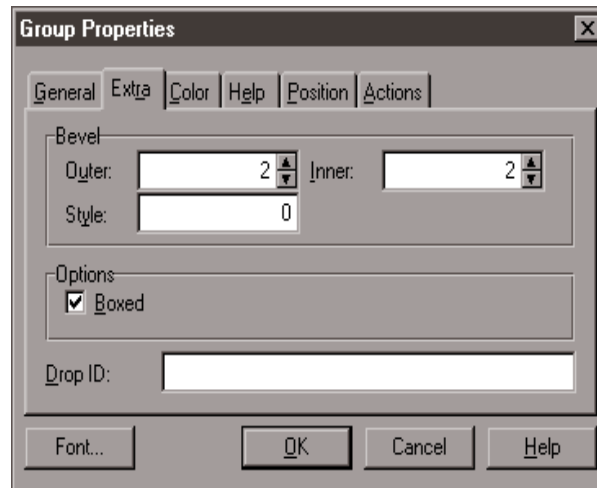 Group Properties
General Extra Color Help Position Actions
Bevel
Outer: 2 Inner: 2
Style: 0
Options
Boxed
Drop ID:
Font... OK Cancel Help